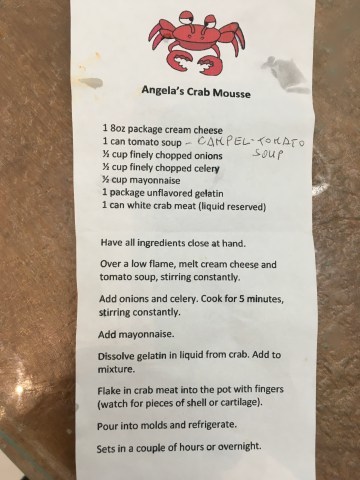 Angela's Crab Mousse
1 8oz package cream cheese
1 can tomato soup - CAMPEL-TOMATO
SOUP
½ cup finely chopped onions
½ cup finely chopped celery
½ cup mayonnaise
1 package unflavored gelatin
1 can white crab meat (liquid reserved)
Have all ingredients close at hand.
Over a low flame, melt cream cheese and
tomato soup, stirring constantly.
Add onions and celery. Cook for 5 minutes,
stirring constantly.
Add mayonnaise.
Dissolve gelatin in liquid from crab. Add to
mixture.
Flake in crab meat into the pot with fingers
(watch for pieces of shell or cartilage).
Pour into molds and refrigerate.
Sets in a couple of hours or overnight.